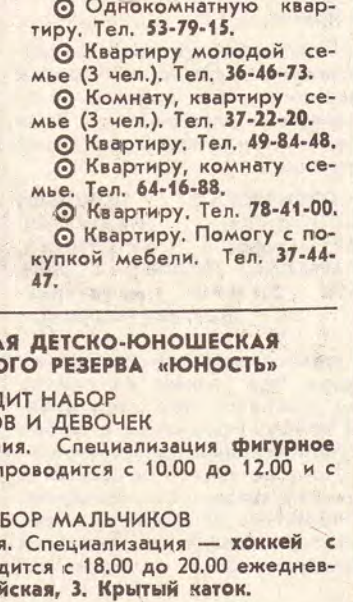 ⊙ Однокомнатную квар-
тиру. Тел. 53-79-15.
⊙ Квартиру молодой се-
мье (3 чел.). Тел. 36-46-73.
⊙ Комнату, квартиру се-
мье (3 чел.). Тел. 37-22-20.
⊙ Квартиру. Тел. 49-84-48.
⊙ Квартиру, комнату се-
мье. Тел. 64-16-88.
⊙ Квартиру. Тел. 78-41-00.
⊙ Квартиру. Помогу с по-
купкой мебели. Тел. 37-44-
47.
АЯ ДЕТСКО-ЮНОШЕСКАЯ
ОГО РЕЗЕРВА «ЮНОСТЬ»
ДИТ НАБОР
ОВ И ДЕВОЧЕК
ия. Специализация фигурное
проводится с 10.00 до 12.00 и с
БОР МАЛЬЧИКОВ
я. Специализация — хоккей с
дится с 18.00 до 20.00 ежеднев-
йская, 3. Крытый каток.